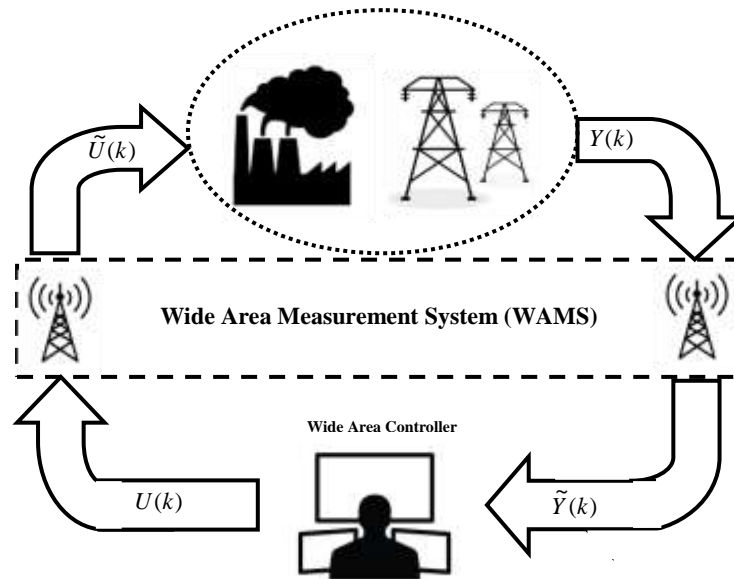 Ũ(k)
Y(k)
Wide Area Measurement System (WAMS)
Wide Area Controller
U(k)
Ỹ(k)